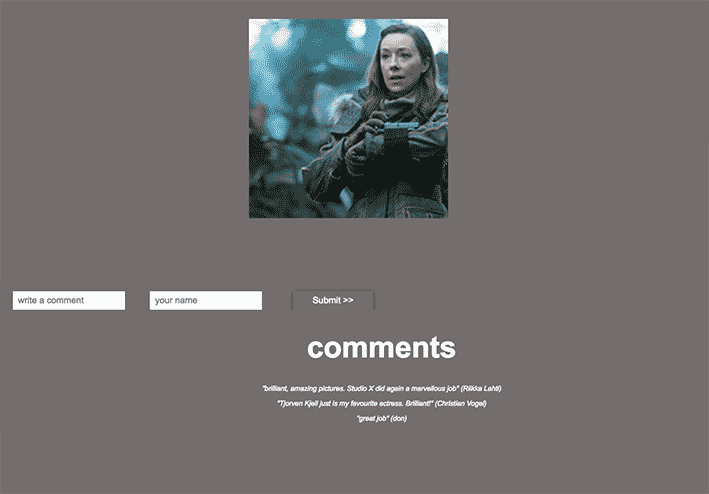 write a comment
your name
Submit >>
comments
"brilliant, amazing pictures. Studio X did again a marvellous job" (Riikka Lahti)
"Tjorven Kjell just is my favourite actress. Brilliant!" (Christian Vogel)
"great job" (don)